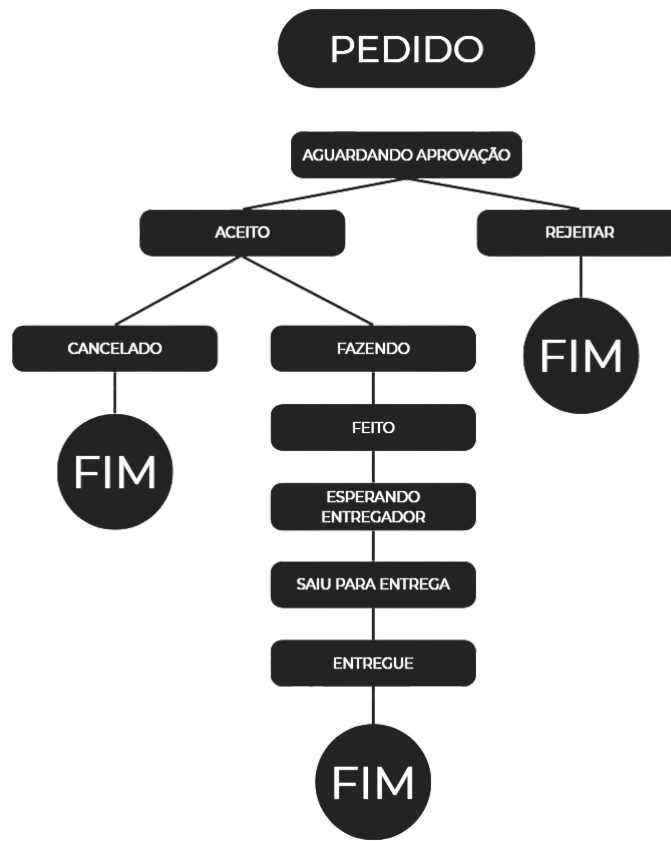 PEDIDO
AGUARDANDO APROVAÇÃO
ACEITO
REJEITAR
CANCELADO
FAZENDO
FIM
FEITO
FIM
ESPERANDO
ENTREGADOR
SAIU PARA ENTREGA
ENTREGUE
FIM